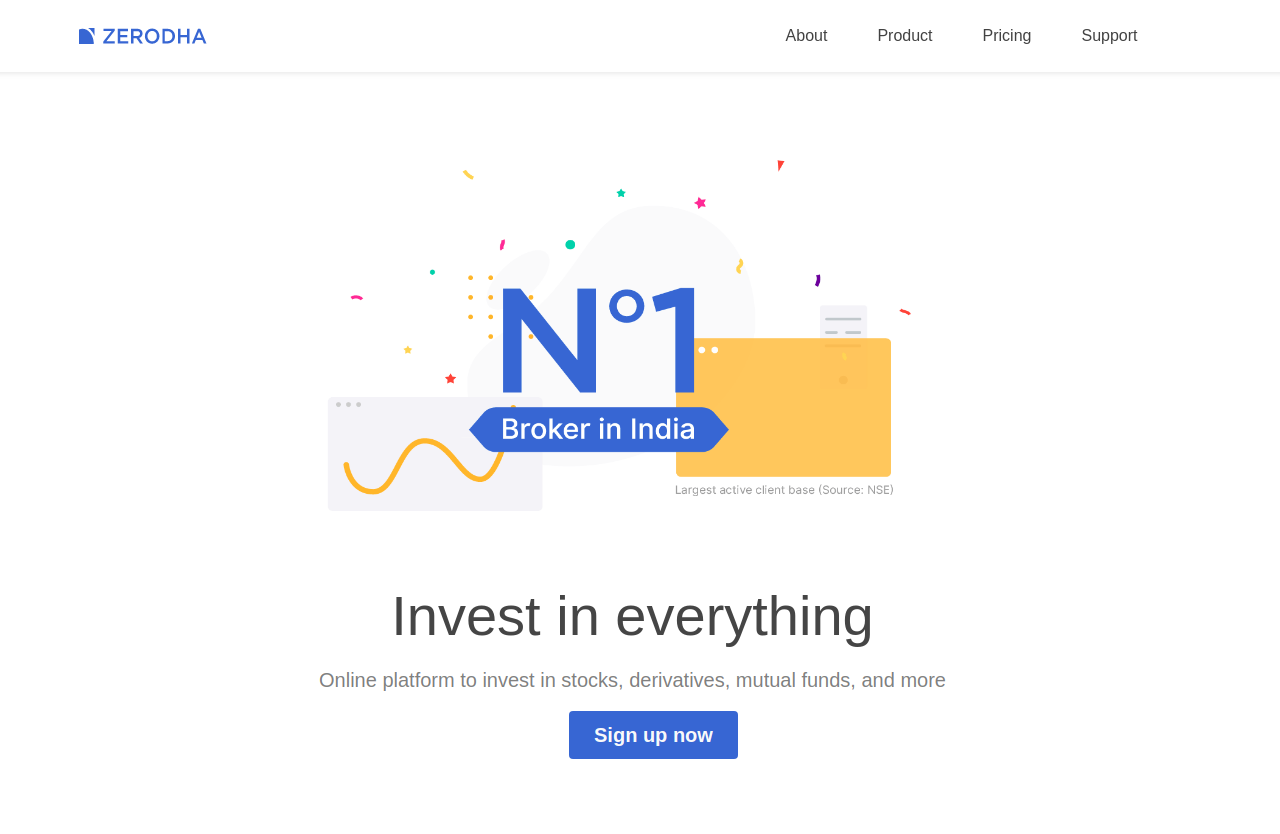 ZERODHA
About
Product
Pricing
Support
N°1
Broker in India
Largest active client base (Source: NSE)
Invest in everything
Online platform to invest in stocks, derivatives, mutual funds, and more
Sign up now